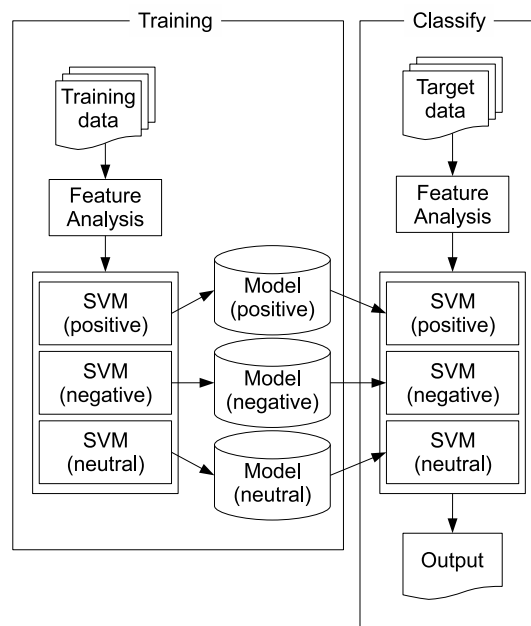 Training
Training
data
Feature
Analysis
SVM
(positive)
SVM
(negative)
SVM
(neutral)
Model
(positive)
Model
(negative)
Model
(neutral)
Classify
Target
data
Feature
Analysis
SVM
(positive)
SVM
(negative)
SVM
(neutral)
Output